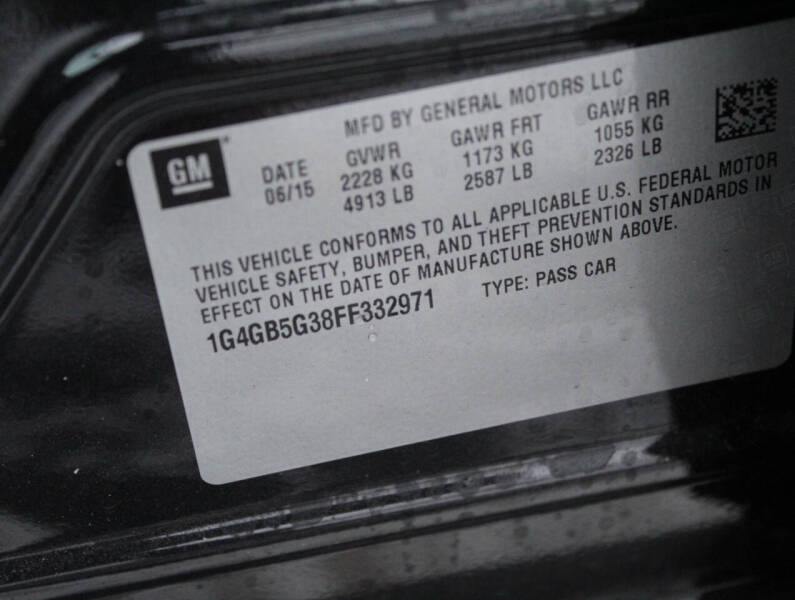 MFD BY GENERAL MOTORS LLC
GM
DATE GVWR GAWR FRT GAWR RR
06/15 2228 KG 1173 KG 1055 KG
4913 LB 2587 LB 2326 LB
THIS VEHICLE CONFORMS TO ALL APPLICABLE U.S. FEDERAL MOTOR
VEHICLE SAFETY, BUMPER, AND THEFT PREVENTION STANDARDS IN
EFFECT ON THE DATE OF MANUFACTURE SHOWN ABOVE.
1G4GB5G38FF332971 TYPE: PASS CAR